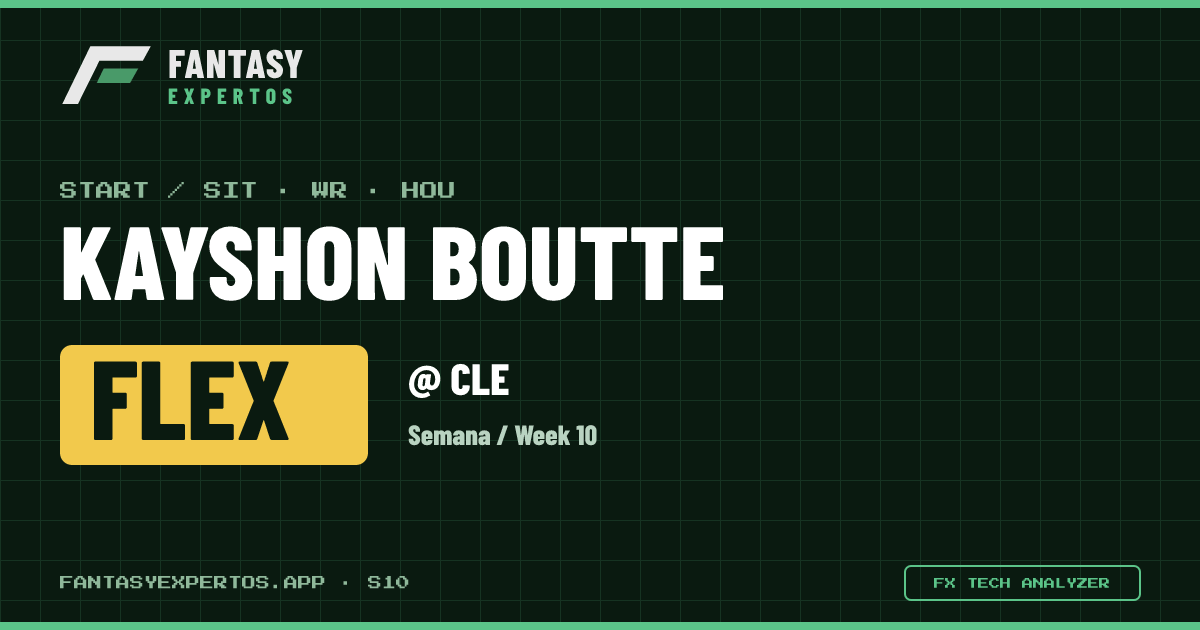 FANTASY
EXPERTOS
START / SIT · WR · HOU
KAYSHON BOUTTE
FLEX
@ CLE
Semana / Week 10
FANTASYEXPERTOS.APP · S10
FX TECH ANALYZER